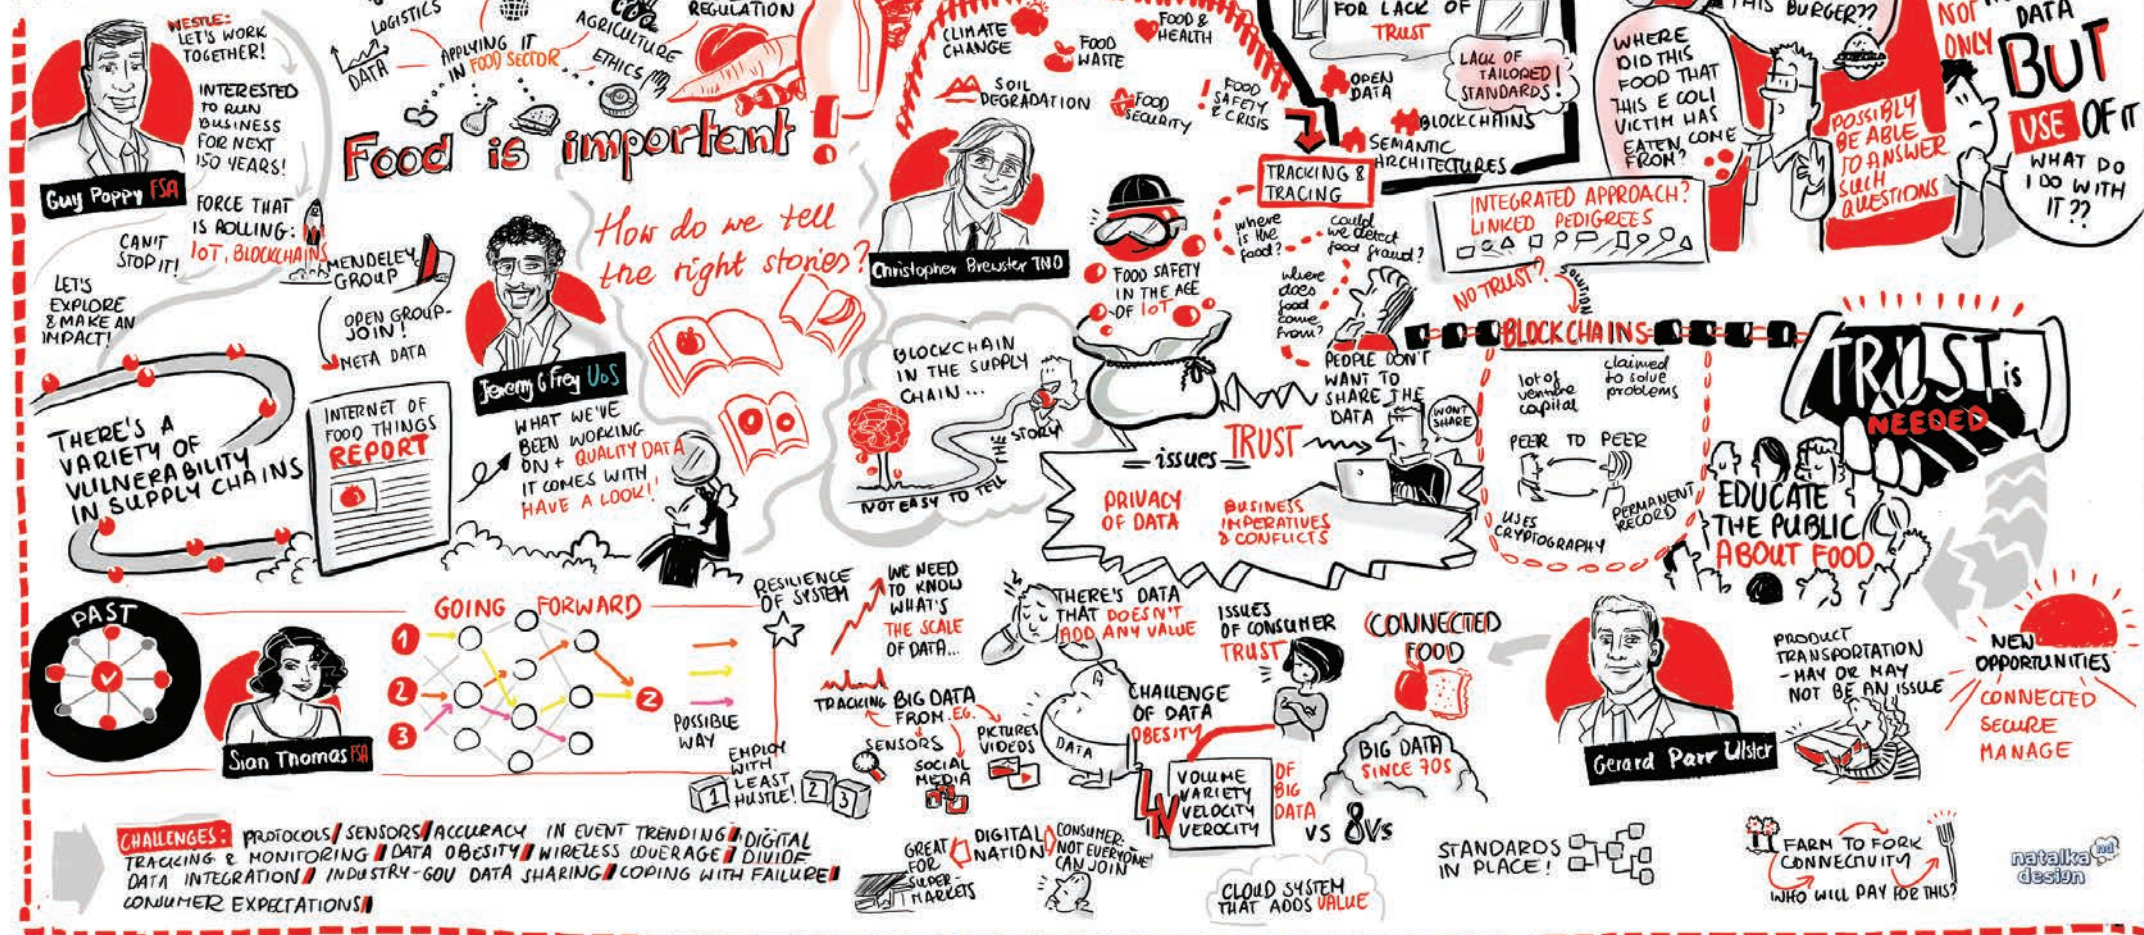 NESTLE:
LET'S WORK
TOGETHER!
INTERESTED
TO RUN
BUSINESS
FOR NEXT
150 YEARS!
Guy Poppy FSA
FORCE THAT
IS ROLLING:
IoT, BLOCKCHAINS
CAN'T
STOP IT!
LET'S
EXPLORE
& MAKE AN
IMPACT!
LOGISTICS
DATA
APPLYING IT
IN FOOD SECTOR
AGRICULTURE
ETHICS
REGULATION
Food is important!
MENDELEY
GROUP
OPEN GROUP-
JOIN!
META DATA
Jeremy G Frey UoS
How do we tell
the right stories?
THERE'S A
VARIETY OF
VULNERABILITY
IN SUPPLY CHAINS
INTERNET OF
FOOD THINGS
REPORT
WHAT WE'VE
BEEN WORKING
ON + QUALITY DATA
IT COMES WITH
HAVE A LOOK!
CLIMATE
CHANGE
FOOD
WASTE
FOOD &
HEALTH
SOIL
DEGRADATION
FOOD
SECURITY
! FOOD
SAFETY
& CRISIS
Christopher Brewster TNO
BLOCKCHAIN
IN THE SUPPLY
CHAIN...
THE STORY
NOT EASY TO TELL
FOOD SAFETY
IN THE AGE
OF IoT
FOR LACK OF
TRUST
LACK OF
TAILORED
STANDARDS!
OPEN
DATA
BLOCKCHAINS
SEMANTIC
ARCHITECTURES
TRACKING &
TRACING
where
is the
food?
could
we detect
food fraud?
where
does
food
come
from?
PEOPLE DON'T
WANT TO
SHARE THE
DATA
WONT
SHARE
issues
TRUST
PRIVACY
OF DATA
BUSINESS
IMPERATIVES
& CONFLICTS
WHERE
DID THIS
FOOD THAT
THIS E COLI
VICTIM HAS
EATEN, COME
FROM?
THIS BURGER??
POSSIBLY
BE ABLE
TO ANSWER
SUCH
QUESTIONS
NOT
ONLY
DATA
BUT
USE OF IT
WHAT DO
I DO WITH
IT??
INTEGRATED APPROACH?
LINKED PEDIGREES
NO TRUST?
SOLUTION
BLOCKCHAINS
lot of
venture
capital
claimed
to solve
problems
PEER TO PEER
USES
CRYPTOGRAPHY
PERMANENT
RECORD
TRUST is
NEEDED
EDUCATE
THE PUBLIC
ABOUT FOOD
PAST
Sian Thomas FSA
GOING FORWARD
1
2
3
2
POSSIBLE
WAY
RESILIENCE
OF SYSTEM
EMPLOY
WITH
LEAST
HUSTLE!
1 2 3
WE NEED
TO KNOW
WHAT'S
THE SCALE
OF DATA...
TRACKING
BIG DATA
FROM. EG.
SENSORS
SOCIAL
MEDIA
PICTURES
VIDEOS
THERE'S DATA
THAT DOESN'T
ADD ANY VALUE
DATA
CHALLENGE
OF DATA
OBESITY
ISSUES
OF CONSUMER
TRUST
4V
VOLUME
VARIETY
VELOCITY
VEROCITY
OF
BIG
DATA
VS 8Vs
CONNECTED
FOOD
BIG DATA
SINCE 70S
Gerard Parr Ulster
PRODUCT
TRANSPORTATION
- MAY OR MAY
NOT BE AN ISSUE
NEW
OPPORTUNITIES
CONNECTED
SECURE
MANAGE
CHALLENGES: PROTOCOLS/ SENSORS/ ACCURACY IN EVENT TRENDING/ DIGITAL
TRACKING & MONITORING / DATA OBESITY/ WIRELESS COVERAGE/ DIVIDE
DATA INTEGRATION/ INDUSTRY-GOV DATA SHARING/ COPING WITH FAILURE/
CONSUMER EXPECTATIONS/
GREAT
FOR
SUPER-
MARKETS
DIGITAL
NATION
CONSUMER:
NOT EVERYONE
CAN JOIN
CLOUD SYSTEM
THAT ADDS VALUE
STANDARDS
IN PLACE!
FARM TO FORK
CONNECTIVITY
WHO WILL PAY FOR THIS?
natalka nd
design